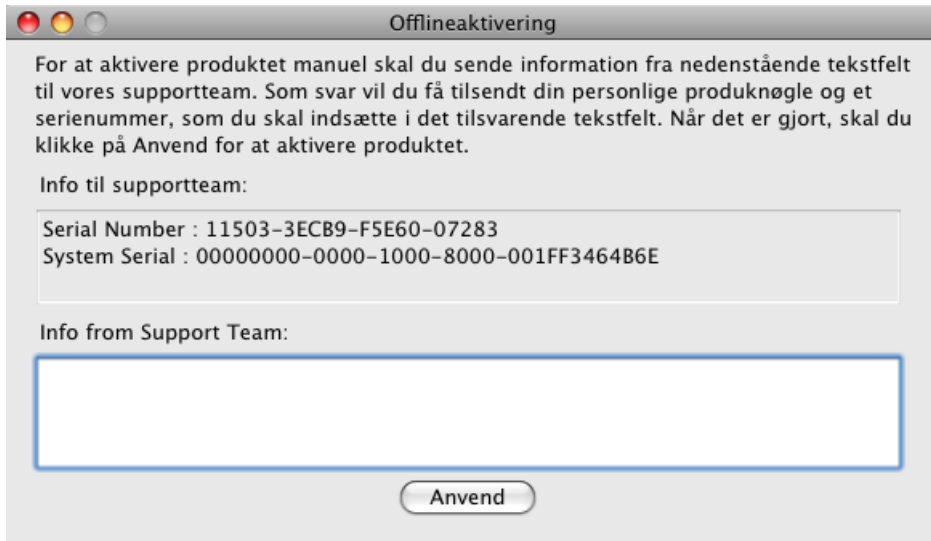 Offlineaktivering
For at aktivere produktet manuel skal du sende information fra nedenstående tekstfelt
til vores supportteam. Som svar vil du få tilsendt din personlige produknøgle og et
serienummer, som du skal indsætte i det tilsvarende tekstfelt. Når det er gjort, skal du
klikke på Anvend for at aktivere produktet.
Info til supportteam:
Serial Number : 11503-3ECB9-F5E60-07283
System Serial : 00000000-0000-1000-8000-001FF3464B6E
Info from Support Team:
Anvend